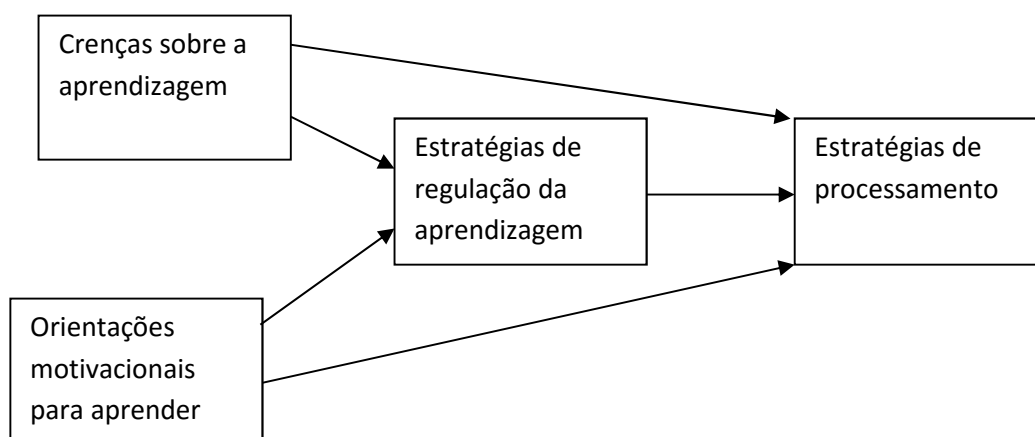 Crenças sobre a
aprendizagem
Estratégias de
regulação da
aprendizagem
Estratégias de
processamento
Orientações
motivacionais
para aprender